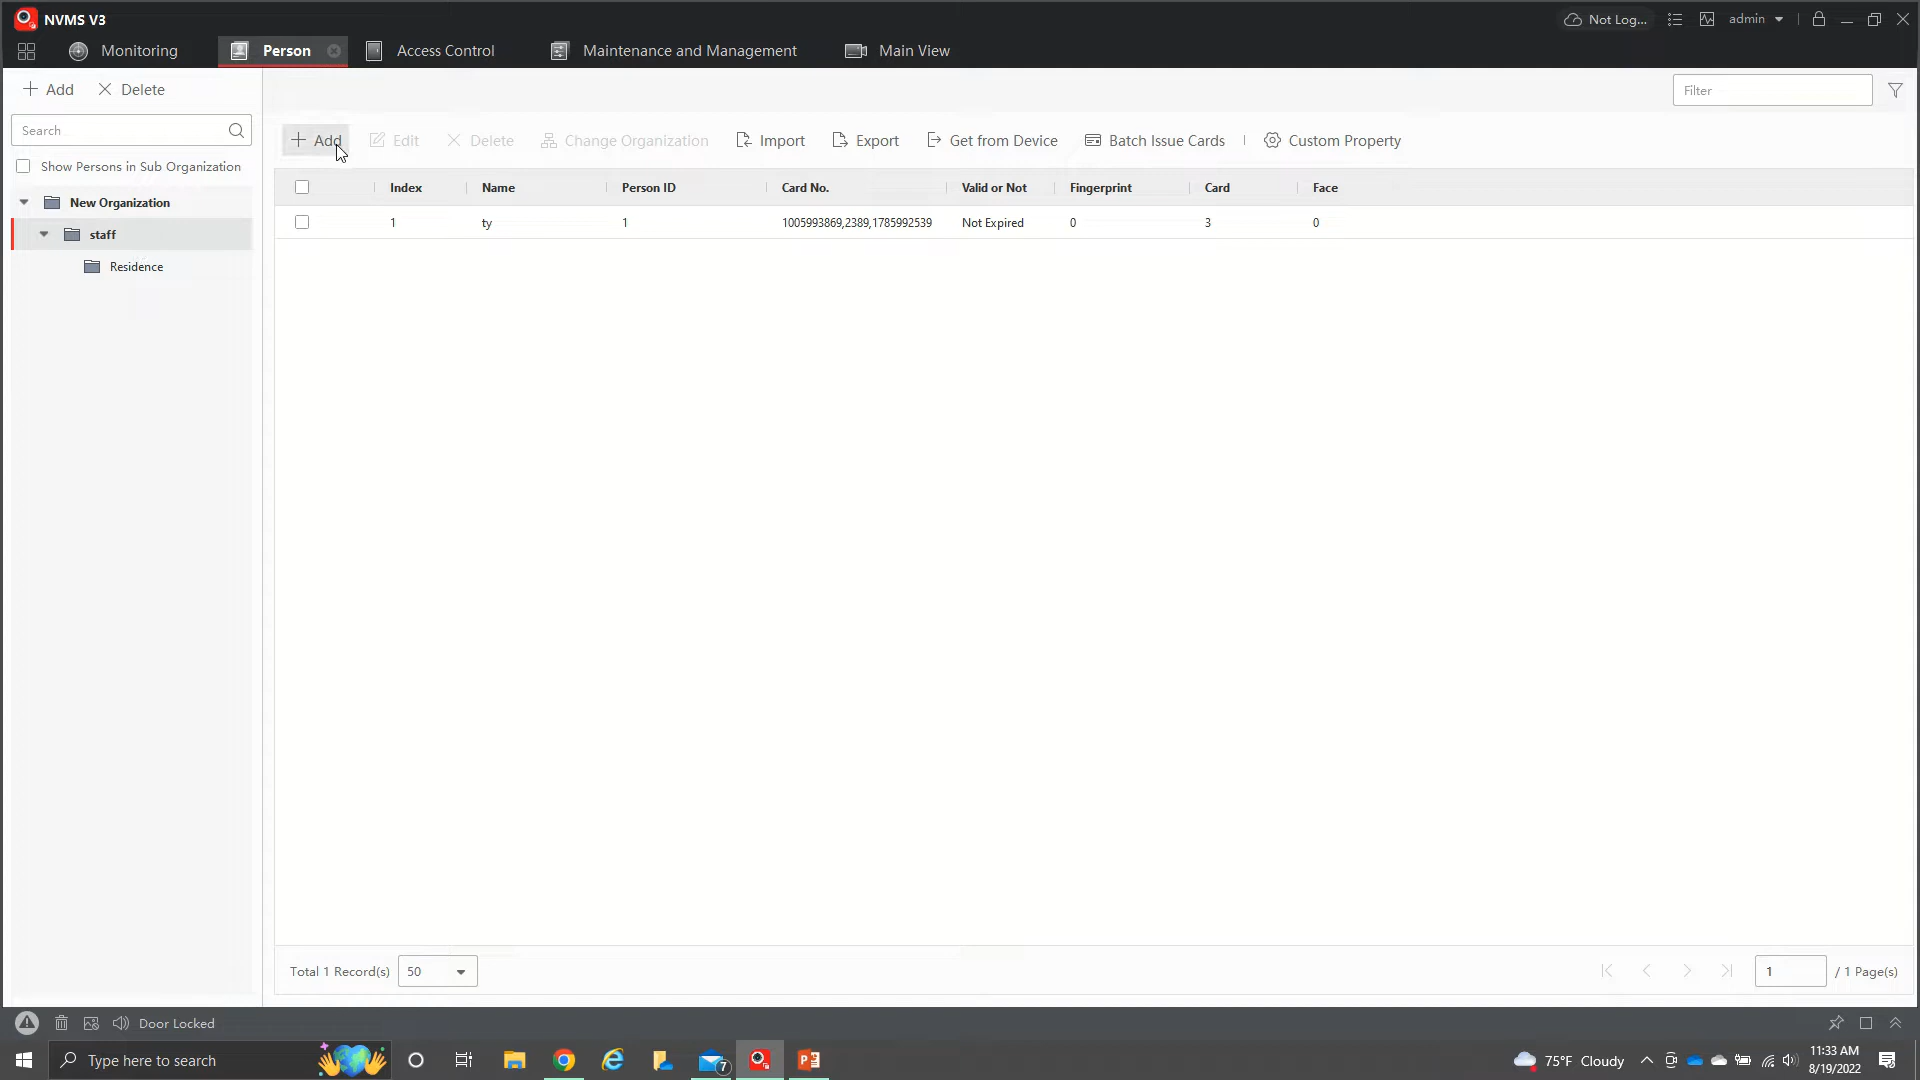 NVMS V3
Not Log...
admin
Monitoring
Person
Access Control
Maintenance and Management
Main View
Add
Delete
Filter
Search
Add
Edit
Delete
Change Organization
Import
Export
Get from Device
Batch Issue Cards
Custom Property
Show Persons in Sub Organization
Index Name Person ID Card No. Valid or Not Fingerprint Card Face
New Organization
1 ty 1 1005993869,2389,1785992539 Not Expired 0 3 0
staff
Residence
Total 1 Record(s) 50
1 / 1 Page(s)
Door Locked
Type here to search
7
75°F Cloudy
11:33 AM
8/19/2022